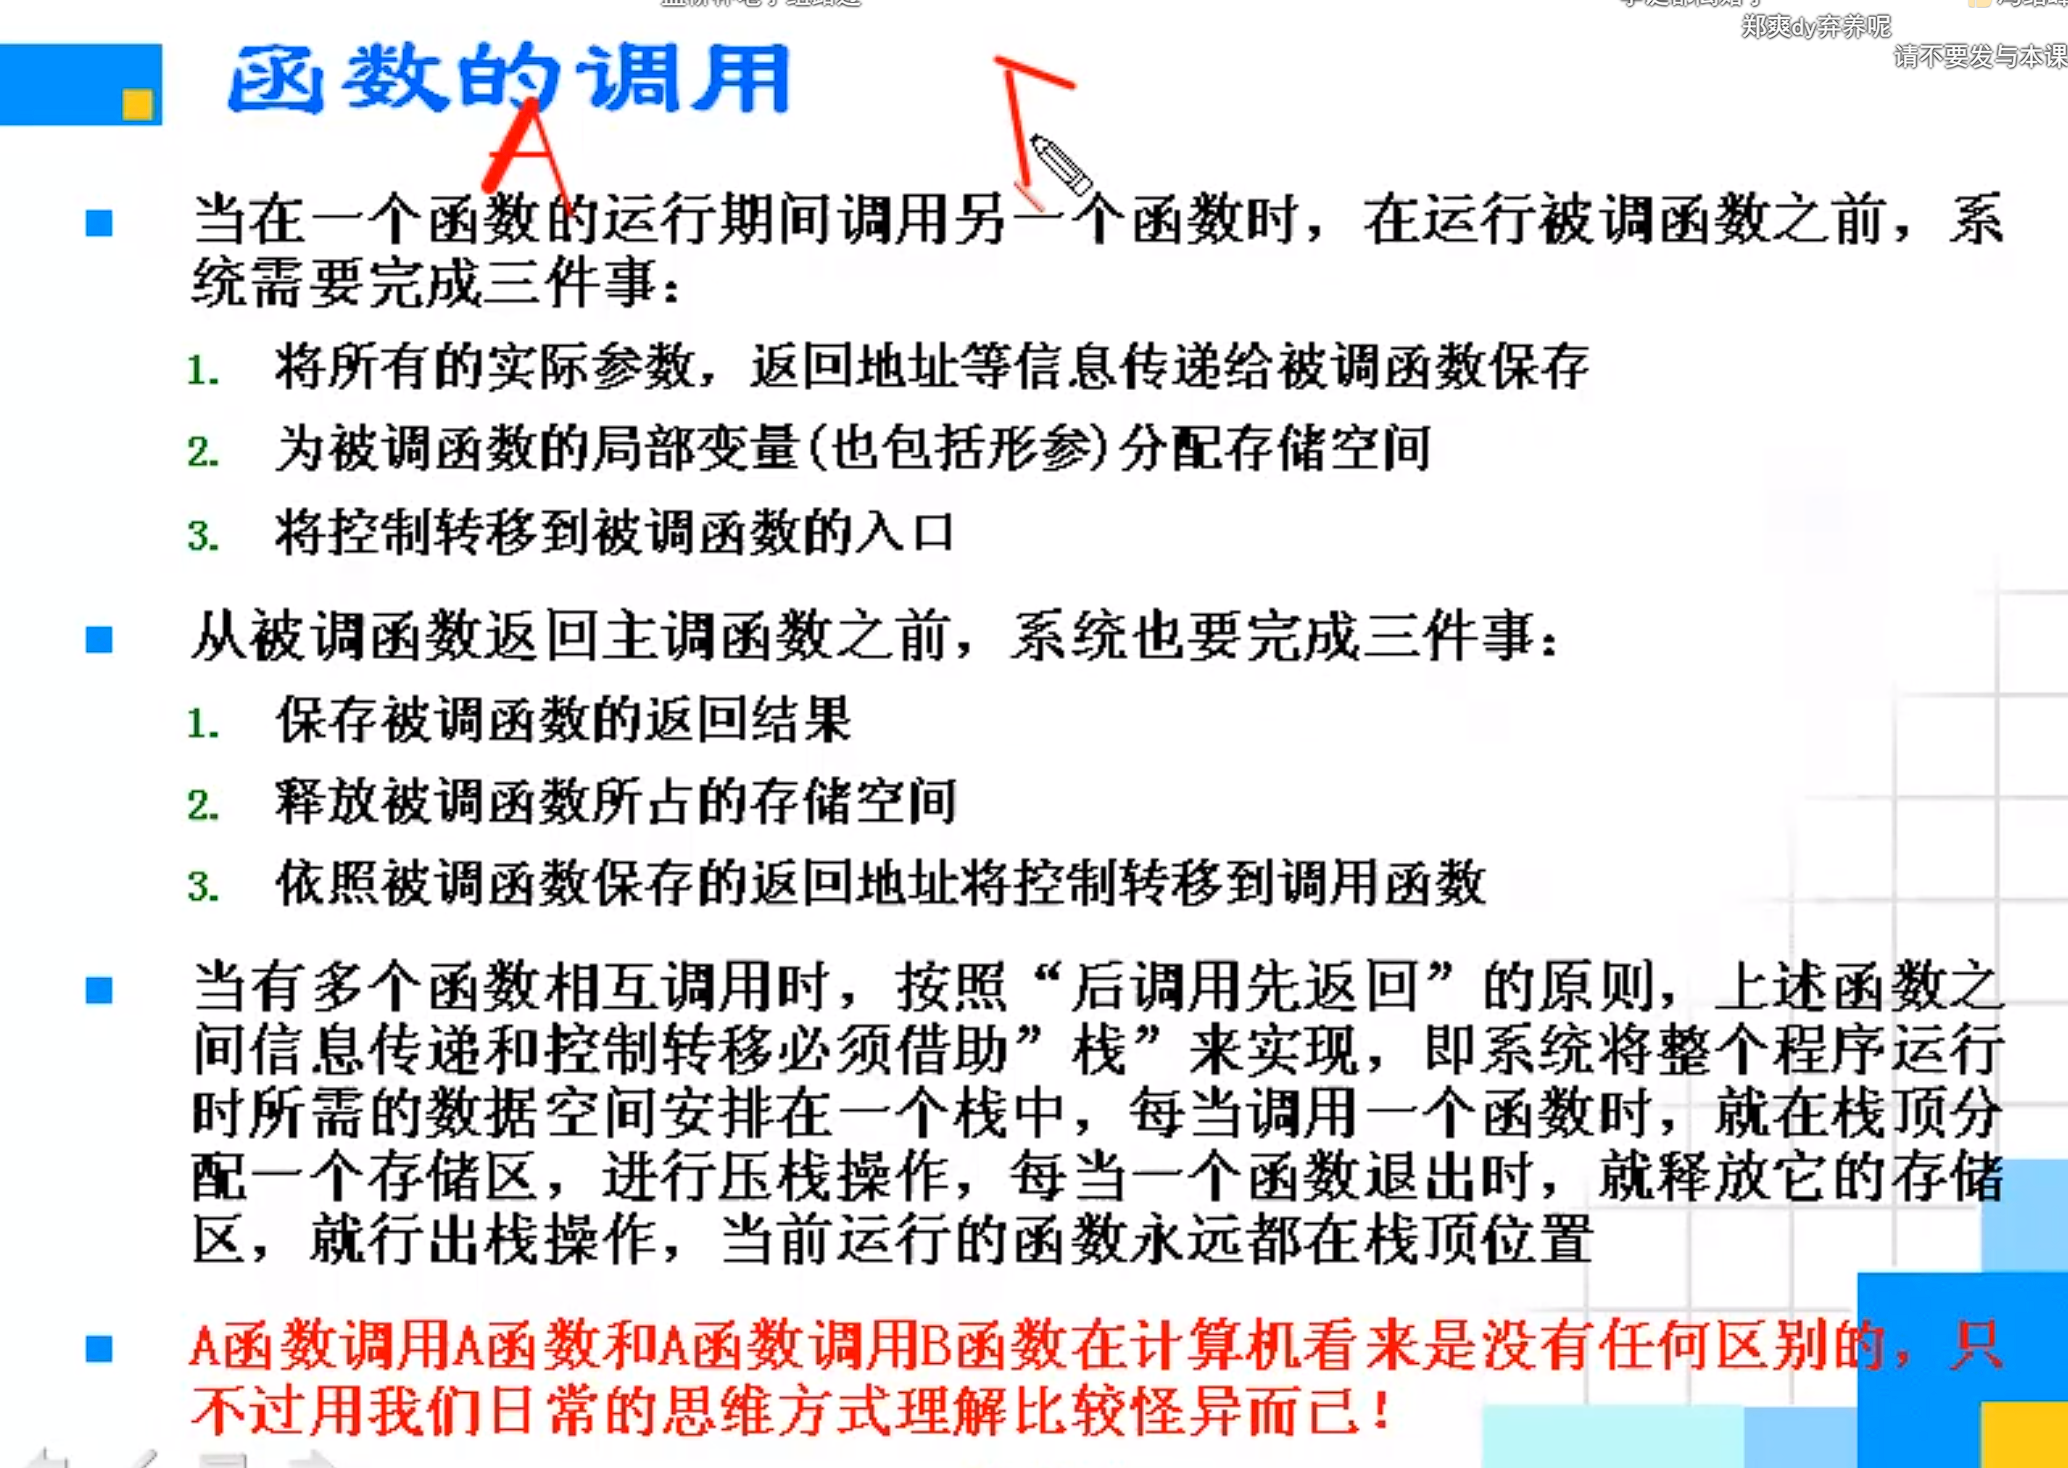 郑爽dy弃养呢
请不要发与本课
函数的调用
A
当在一个函数的运行期间调用另一个函数时，在运行被调函数之前，系
统需要完成三件事：
1. 将所有的实际参数，返回地址等信息传递给被调函数保存
2. 为被调函数的局部变量(也包括形参)分配存储空间
3. 将控制转移到被调函数的入口
从被调函数返回主调函数之前，系统也要完成三件事：
1. 保存被调函数的返回结果
2. 释放被调函数所占的存储空间
3. 依照被调函数保存的返回地址将控制转移到调用函数
当有多个函数相互调用时，按照“后调用先返回”的原则，上述函数之
间信息传递和控制转移必须借助”栈”来实现，即系统将整个程序运行
时所需的数据空间安排在一个栈中，每当调用一个函数时，就在栈顶分
配一个存储区，进行压栈操作，每当一个函数退出时，就释放它的存储
区，就行出栈操作，当前运行的函数永远都在栈顶位置
A函数调用A函数和A函数调用B函数在计算机看来是没有任何区别的，只
不过用我们日常的思维方式理解比较怪异而已！